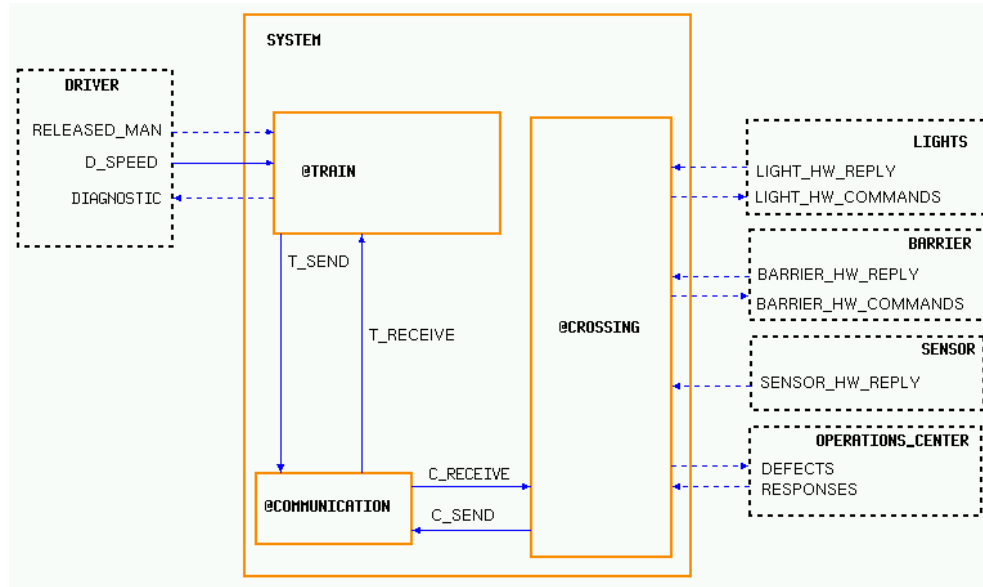 SYSTEM
DRIVER
RELEASED_MAN
D_SPEED
DIAGNOSTIC
@TRAIN
T_SEND
T_RECEIVE
@COMMUNICATION
C_RECEIVE
C_SEND
@CROSSING
LIGHTS
LIGHT_HW_REPLY
LIGHT_HW_COMMANDS
BARRIER
BARRIER_HW_REPLY
BARRIER_HW_COMMANDS
SENSOR
SENSOR_HW_REPLY
OPERATIONS_CENTER
DEFECTS
RESPONSES